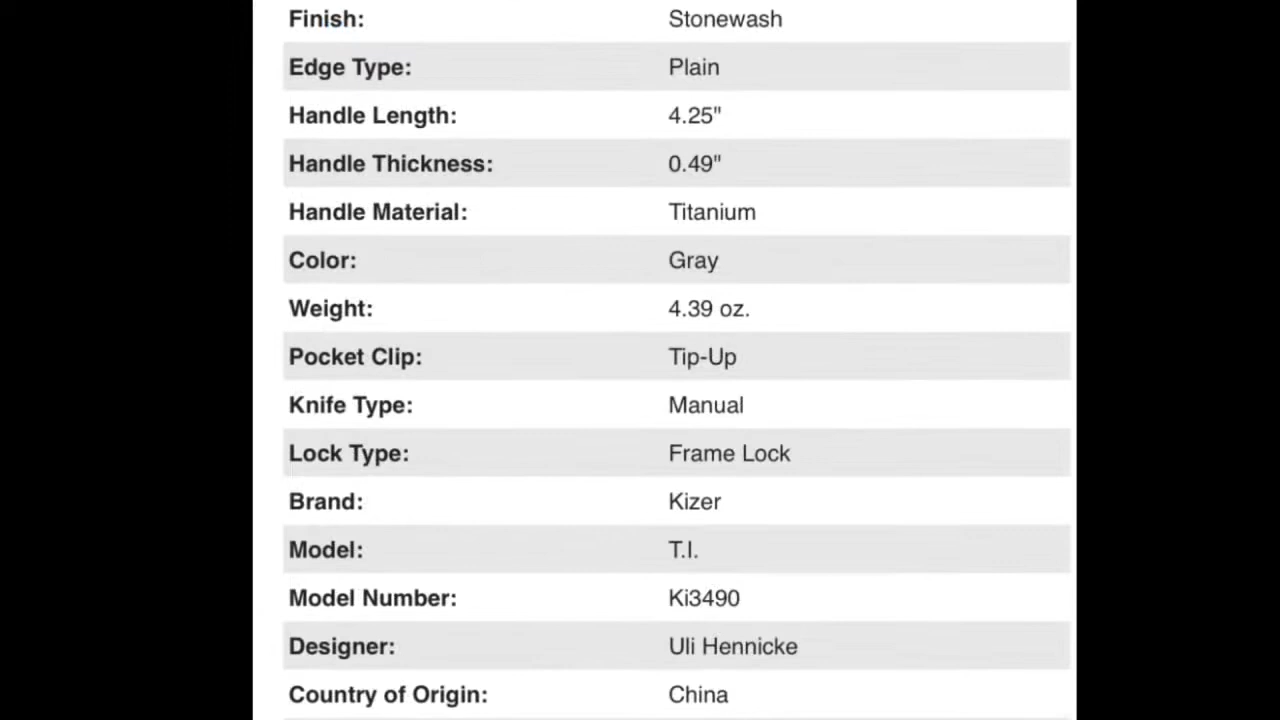 Finish: Stonewash
Edge Type: Plain
Handle Length: 4.25"
Handle Thickness: 0.49"
Handle Material: Titanium
Color: Gray
Weight: 4.39 oz.
Pocket Clip: Tip-Up
Knife Type: Manual
Lock Type: Frame Lock
Brand: Kizer
Model: T.I.
Model Number: Ki3490
Designer: Uli Hennicke
Country of Origin: China